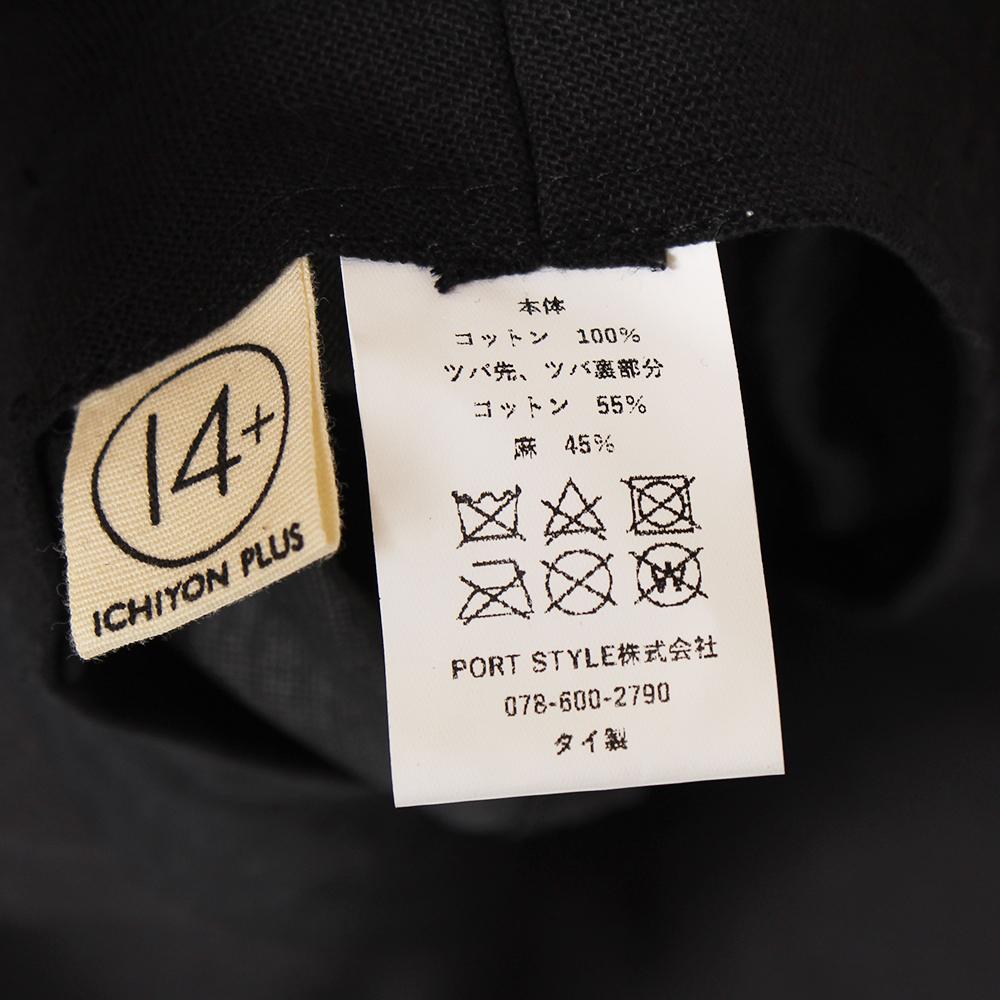 14+
ICHIYON PLUS
本体
コットン 100%
ツバ先、ツバ裏部分
コットン 55%
麻 45%
W
PORT STYLE株式会社
078-600-2790
タイ製